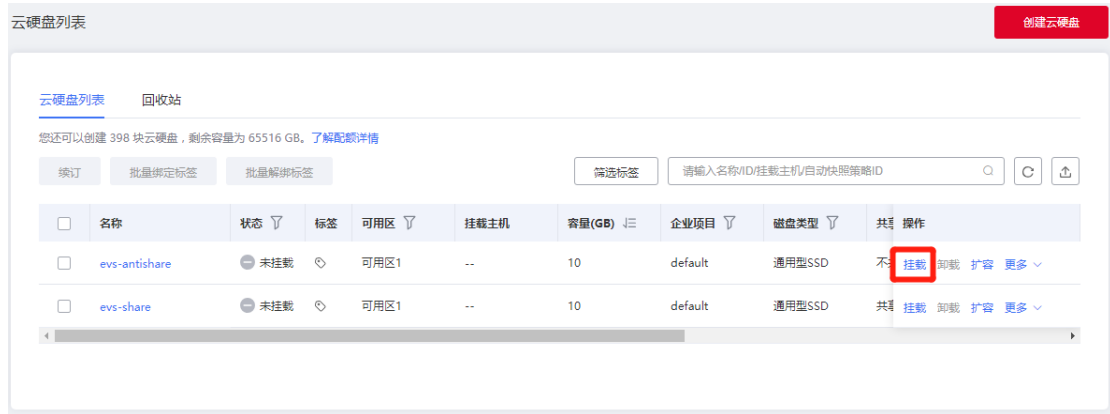 云硬盘列表
创建云硬盘
云硬盘列表 回收站
您还可以创建 398 块云硬盘，剩余容量为 65516 GB。了解配额详情
续订 批量绑定标签 批量解绑标签 筛选标签 请输入名称/ID/挂载主机/自动快照策略ID
名称 状态 标签 可用区 挂载主机 容量(GB) 企业项目 磁盘类型 共享 操作
evs-antishare 未挂载 可用区1 -- 10 default 通用型SSD 不 挂载 卸载 扩容 更多
evs-share 未挂载 可用区1 -- 10 default 通用型SSD 共享 挂载 卸载 扩容 更多